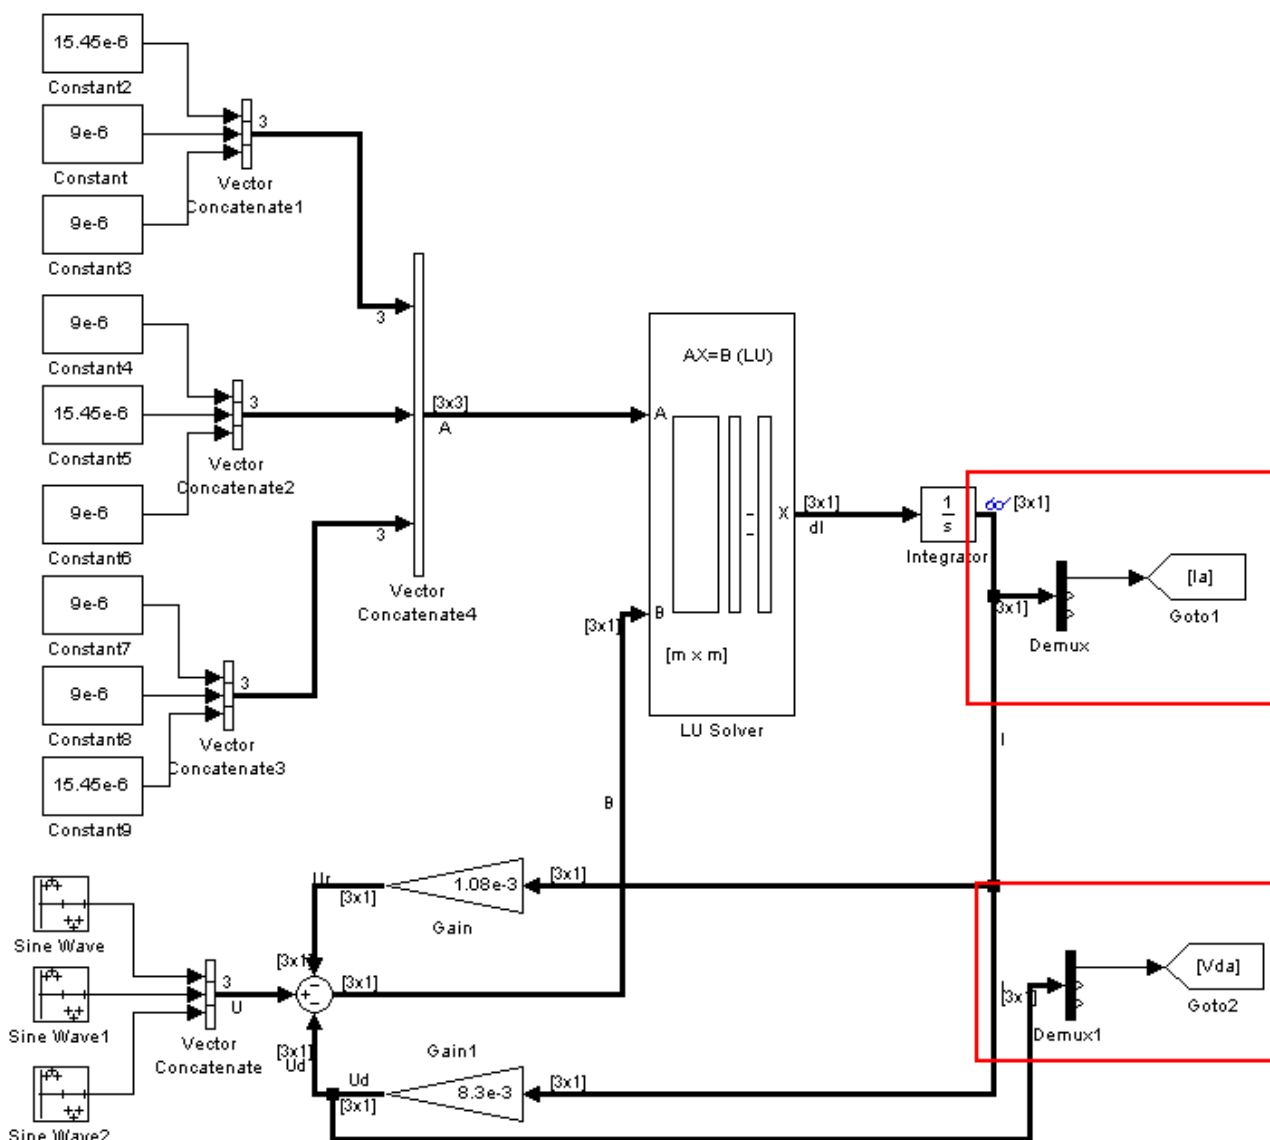 15.45e-6
Constant2
9e-6
Constant
9e-6
Constant3
3
Vector
Concatenate1
3
9e-6
Constant4
15.45e-6
Constant5
9e-6
Constant6
3
Vector
Concatenate2
3
9e-6
Constant7
9e-6
Constant8
15.45e-6
Constant9
3
Vector
Concatenate3
Vector
Concatenate4
[3x3]
A
AX=B (LU)
A
B
X
[m x m]
LU Solver
[3x1]
[3x1]
dI
1
s
Integrator
[3x1]
[3x1]
Demux
[Ia]
Goto1
I
B
Ur
[3x1]
1.08e-3
Gain
[3x1]
Sine Wave
Sine Wave1
Sine Wave2
3
U
Vector
Concatenate
[3x1]
[3x1]
[3x1]
Ud
Ud
[3x1]
Gain1
8.3e-3
[3x1]
[3x1]
Demux1
[Vda]
Goto2